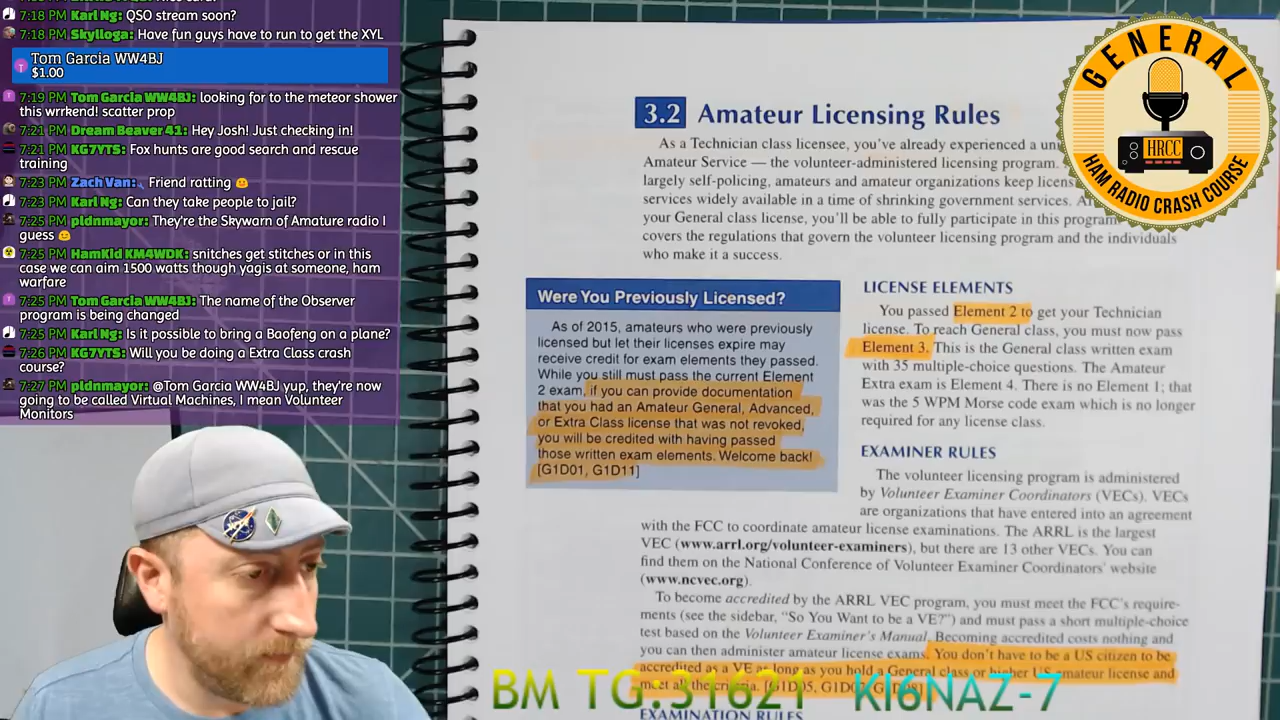 7:18 PM Karl Ng: QSO stream soon?
7:18 PM Skylloga: Have fun guys have to run to get the XYL
Tom Garcia WW4BJ
$1.00
7:19 PM Tom Garcia WW4BJ: looking for to the meteor shower
this wrrkend! scatter prop
7:21 PM Dream Beaver 41: Hey Josh! Just checking in!
7:21 PM KG7YTS: Fox hunts are good search and rescue
training
7:23 PM Zach Van: Friend ratting
7:23 PM Karl Ng: Can they take people to jail?
7:25 PM pldnmayor: They're the Skywarn of Amature radio I
guess
7:25 PM HamKid KM4WDK: snitches get stitches or in this
case we can aim 1500 watts though yagis at someone, ham
warfare
7:25 PM Tom Garcia WW4BJ: The name of the Observer
program is being changed
7:25 PM Karl Ng: Is it possible to bring a Baofeng on a plane?
7:26 PM KG7YTS: Will you be doing a Extra Class crash
course?
7:27 PM pldnmayor: @Tom Garcia WW4BJ yup, they're now
going to be called Virtual Machines, I mean Volunteer
Monitors
GENERAL
HRCC
HAM RADIO CRASH COURSE
3.2 Amateur Licensing Rules
As a Technician class licensee, you've already experienced a
Amateur Service — the volunteer-administered licensing program.
largely self-policing, amateurs and amateur organizations keep
services widely available in a time of shrinking government services.
your General class license, you'll be able to fully participate in this program
covers the regulations that govern the volunteer licensing program and the individuals
who make it a success.
Were You Previously Licensed?
As of 2015, amateurs who were previously
licensed but let their licenses expire may
receive credit for exam elements they passed.
While you still must pass the current Element
2 exam, if you can provide documentation
that you had an Amateur General, Advanced,
or Extra Class license that was not revoked,
you will be credited with having passed
those written exam elements. Welcome back!
[G1D01, G1D11]
LICENSE ELEMENTS
You passed Element 2 to get your Technician
license. To reach General class, you must now pass
Element 3. This is the General class written exam
with 35 multiple-choice questions. The Amateur
Extra exam is Element 4. There is no Element 1; that
was the 5 WPM Morse code exam which is no longer
required for any license class.
EXAMINER RULES
The volunteer licensing program is administered
by Volunteer Examiner Coordinators (VECs). VECs
are organizations that have entered into an agreement
with the FCC to coordinate amateur license examinations. The ARRL is the largest
VEC (www.arrl.org/volunteer-examiners), but there are 13 other VECs. You can
find them on the National Conference of Volunteer Examiner Coordinators' website
(www.ncvec.org).
To become accredited by the ARRL VEC program, you must meet the FCC's require-
ments (see the sidebar, "So You Want to be a VE?") and must pass a short multiple-choice
test based on the Volunteer Examiner's Manual. Becoming accredited costs nothing and
you can then administer amateur license exams. You don't have to be a US citizen to be
accredited as a VE as long as you hold a General class or higher US amateur license and
meet all the criteria. [G1D05,
BM TG:31621 KI6NAZ-7
EXAMINATION RULES